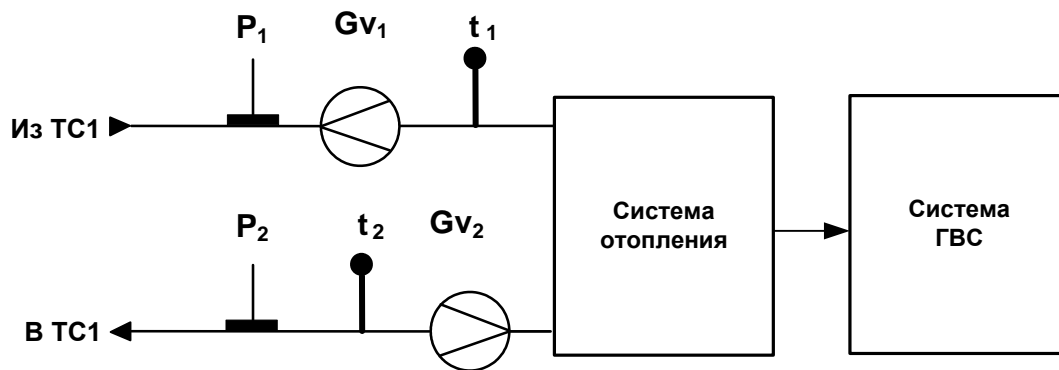 P₁ Gv₁ t₁
Из ТС1
P₂ t₂ Gv₂
В ТС1
Система
отопления
Система
ГВС